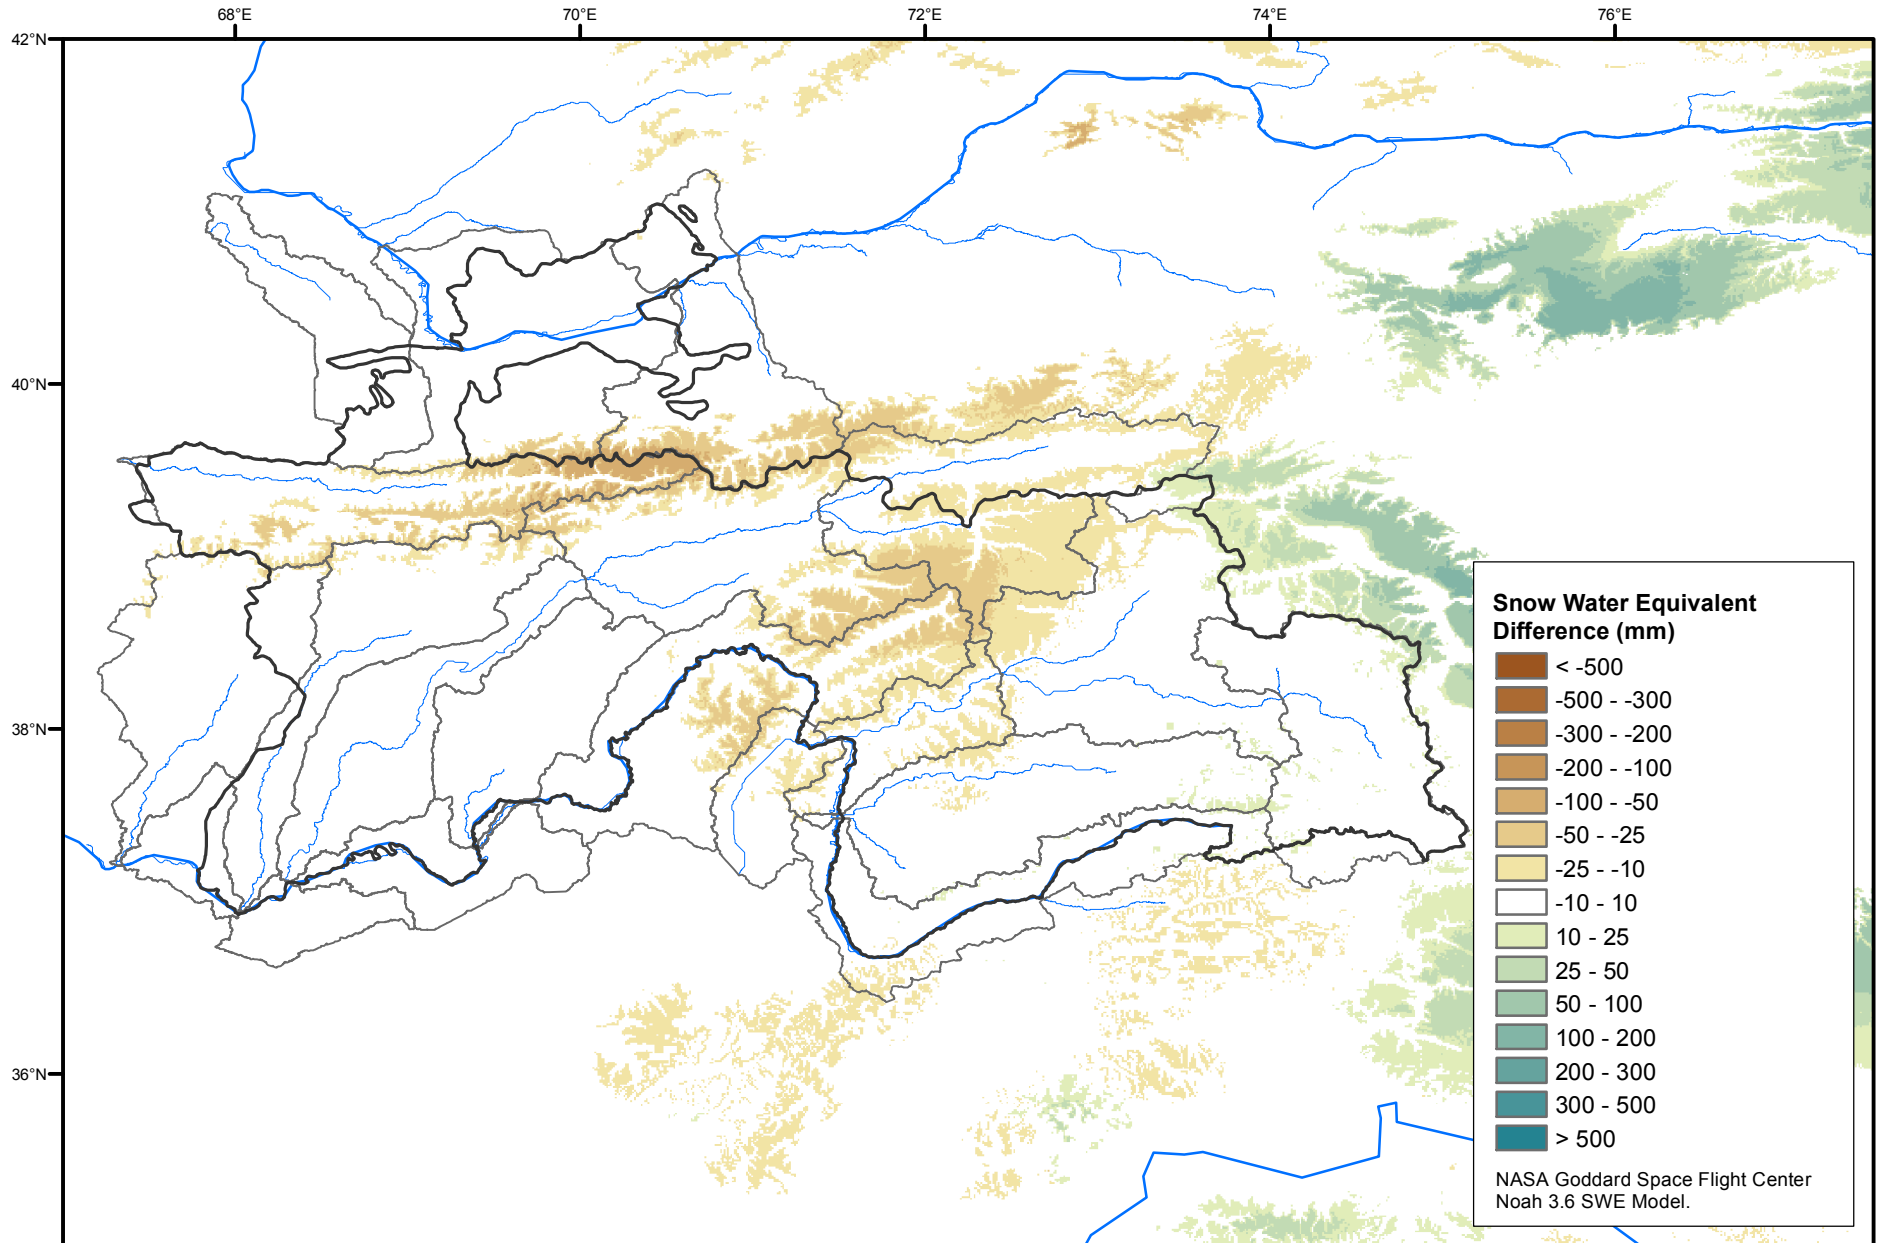 68°E 70°E 72°E 74°E 76°E
42°N
40°N
38°N
36°N
Snow Water Equivalent
Difference (mm)
< -500
-500 - -300
-300 - -200
-200 - -100
-100 - -50
-50 - -25
-25 - -10
-10 - 10
10 - 25
25 - 50
50 - 100
100 - 200
200 - 300
300 - 500
> 500
NASA Goddard Space Flight Center
Noah 3.6 SWE Model.